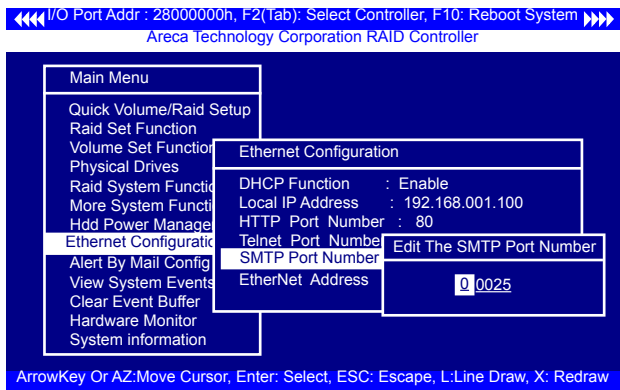 I/O Port Addr : 28000000h, F2(Tab): Select Controller, F10: Reboot System
Areca Technology Corporation RAID Controller
Main Menu
Quick Volume/Raid Setup
Raid Set Function
Volume Set Function
Physical Drives
Raid System Functio
More System Functi
Hdd Power Manage
Ethernet Configuratic
Alert By Mail Config
View System Events
Clear Event Buffer
Hardware Monitor
System information
Ethernet Configuration
DHCP Function : Enable
Local IP Address : 192.168.001.100
HTTP Port Number : 80
Telnet Port Numbe
SMTP Port Number
EtherNet Address
Edit The SMTP Port Number
0 0025
ArrowKey Or AZ:Move Cursor, Enter: Select, ESC: Escape, L:Line Draw, X: Redraw